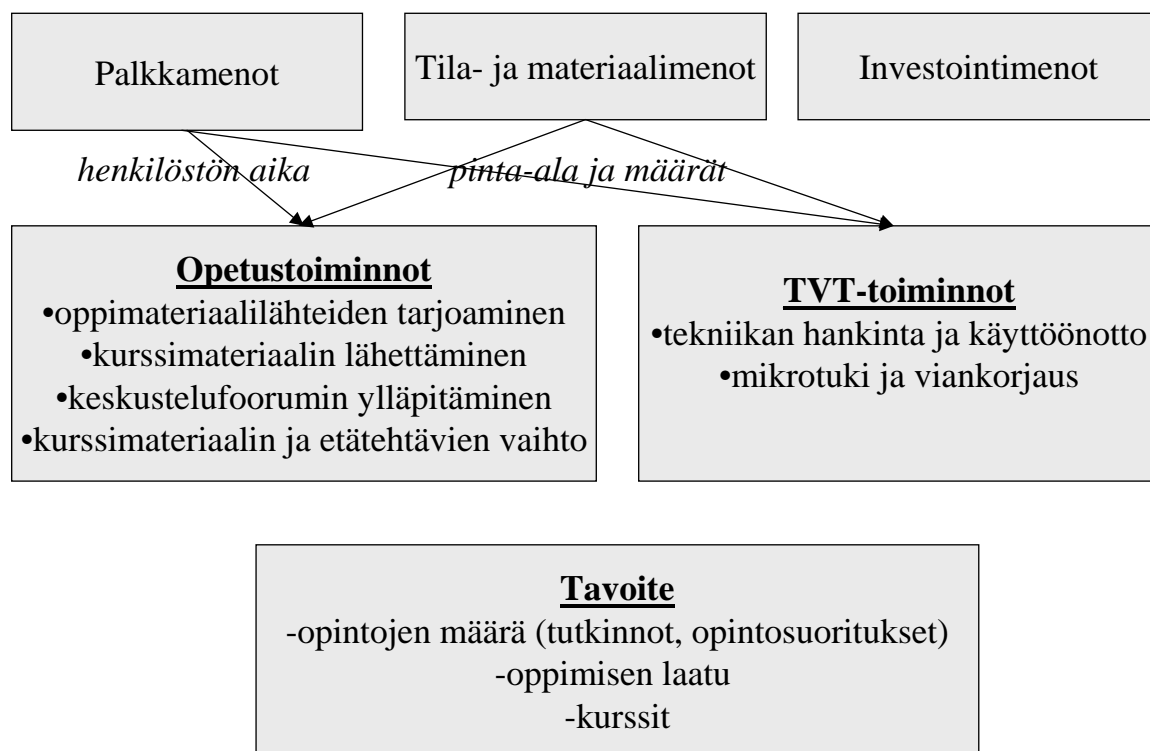 Palkkamenot
Tila- ja materiaalimenot
Investointimenot
henkilöstön aika
pinta-ala ja määrät
Opetustoiminnot
•oppimateriaalilähteiden tarjoaminen
•kurssimateriaalin lähettäminen
•keskustelufoorumin ylläpitäminen
•kurssimateriaalin ja etätehtävien vaihto
TVT-toiminnot
•tekniikan hankinta ja käyttöönotto
•mikrotuki ja viankorjaus
Tavoite
-opintojen määrä (tutkinnot, opintosuoritukset)
-oppimisen laatu
-kurssit